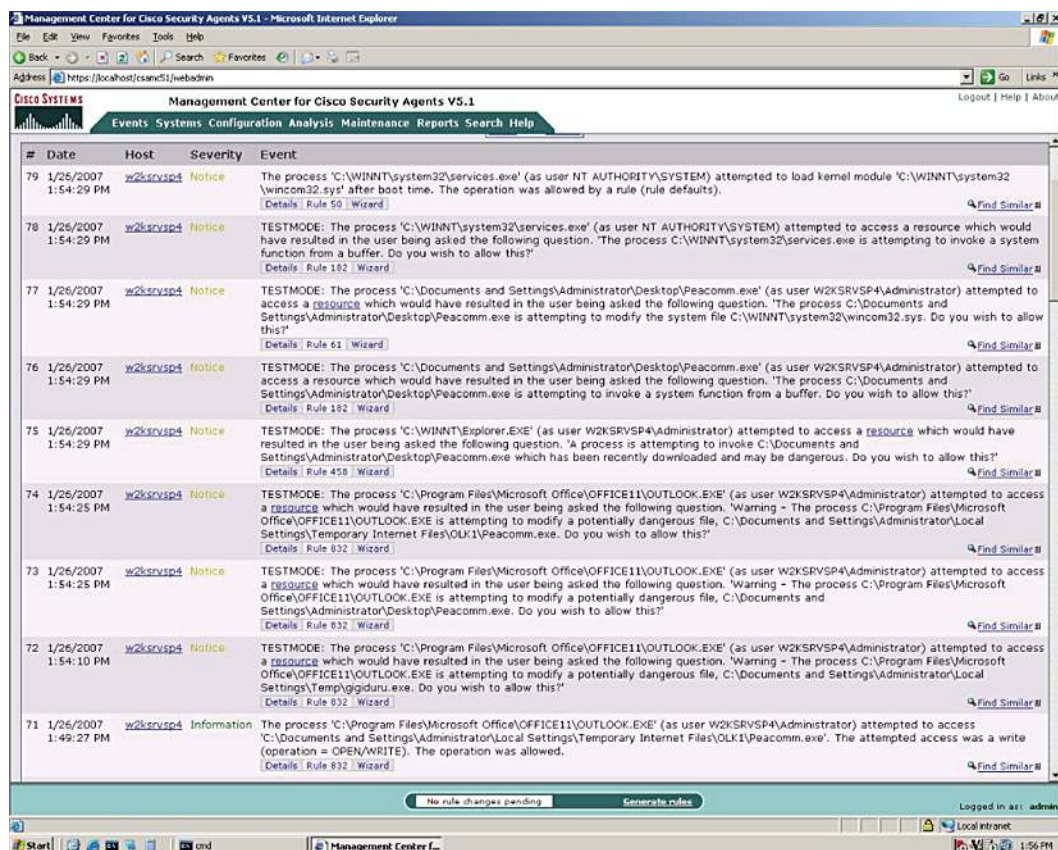 Management Center for Cisco Security Agents V5.1 - Microsoft Internet Explorer
File Edit View Favorites Tools Help
Back Search Favorites
Address https://localhost/csamc51/webadmin Go Links »
CISCO SYSTEMS
Management Center for Cisco Security Agents V5.1
Logout | Help | About
Events Systems Configuration Analysis Maintenance Reports Search Help
# Date Host Severity Event
79 1/26/2007 w2ksrvsp4 Notice The process 'C:\WINNT\system32\services.exe' (as user NT AUTHORITY\SYSTEM) attempted to load kernel module 'C:\WINNT\system32
1:54:29 PM \wincom32.sys' after boot time. The operation was allowed by a rule (rule defaults).
Details Rule 50 Wizard Find Similar
78 1/26/2007 w2ksrvsp4 Notice TESTMODE: The process 'C:\WINNT\system32\services.exe' (as user NT AUTHORITY\SYSTEM) attempted to access a resource which would
1:54:29 PM have resulted in the user being asked the following question. 'The process C:\WINNT\system32\services.exe is attempting to invoke a system
function from a buffer. Do you wish to allow this?'
Details Rule 182 Wizard Find Similar
77 1/26/2007 w2ksrvsp4 Notice TESTMODE: The process 'C:\Documents and Settings\Administrator\Desktop\Peacomm.exe' (as user W2KSRVSP4\Administrator) attempted to
1:54:29 PM access a resource which would have resulted in the user being asked the following question. 'The process C:\Documents and
Settings\Administrator\Desktop\Peacomm.exe is attempting to modify the system file C:\WINNT\system32\wincom32.sys. Do you wish to allow
this?'
Details Rule 61 Wizard Find Similar
76 1/26/2007 w2ksrvsp4 Notice TESTMODE: The process 'C:\Documents and Settings\Administrator\Desktop\Peacomm.exe' (as user W2KSRVSP4\Administrator) attempted to
1:54:29 PM access a resource which would have resulted in the user being asked the following question. 'The process C:\Documents and
Settings\Administrator\Desktop\Peacomm.exe is attempting to invoke a system function from a buffer. Do you wish to allow this?'
Details Rule 182 Wizard Find Similar
75 1/26/2007 w2ksrvsp4 Notice TESTMODE: The process 'C:\WINNT\Explorer.EXE' (as user W2KSRVSP4\Administrator) attempted to access a resource which would have
1:54:29 PM resulted in the user being asked the following question. 'A process is attempting to invoke C:\Documents and
Settings\Administrator\Desktop\Peacomm.exe which has been recently downloaded and may be dangerous. Do you wish to allow this?'
Details Rule 458 Wizard Find Similar
74 1/26/2007 w2ksrvsp4 Notice TESTMODE: The process 'C:\Program Files\Microsoft Office\OFFICE11\OUTLOOK.EXE' (as user W2KSRVSP4\Administrator) attempted to access
1:54:25 PM a resource which would have resulted in the user being asked the following question. 'Warning - The process C:\Program Files\Microsoft
Office\OFFICE11\OUTLOOK.EXE is attempting to modify a potentially dangerous file, C:\Documents and Settings\Administrator\Local
Settings\Temporary Internet Files\OLK1\Peacomm.exe. Do you wish to allow this?'
Details Rule 832 Wizard Find Similar
73 1/26/2007 w2ksrvsp4 Notice TESTMODE: The process 'C:\Program Files\Microsoft Office\OFFICE11\OUTLOOK.EXE' (as user W2KSRVSP4\Administrator) attempted to access
1:54:25 PM a resource which would have resulted in the user being asked the following question. 'Warning - The process C:\Program Files\Microsoft
Office\OFFICE11\OUTLOOK.EXE is attempting to modify a potentially dangerous file, C:\Documents and
Settings\Administrator\Desktop\Peacomm.exe. Do you wish to allow this?'
Details Rule 832 Wizard Find Similar
72 1/26/2007 w2ksrvsp4 Notice TESTMODE: The process 'C:\Program Files\Microsoft Office\OFFICE11\OUTLOOK.EXE' (as user W2KSRVSP4\Administrator) attempted to access
1:54:10 PM a resource which would have resulted in the user being asked the following question. 'Warning - The process C:\Program Files\Microsoft
Office\OFFICE11\OUTLOOK.EXE is attempting to modify a potentially dangerous file, C:\Documents and Settings\Administrator\Local
Settings\Temp\gigiduru.exe. Do you wish to allow this?'
Details Rule 832 Wizard Find Similar
71 1/26/2007 w2ksrvsp4 Information The process 'C:\Program Files\Microsoft Office\OFFICE11\OUTLOOK.EXE' (as user W2KSRVSP4\Administrator) attempted to access
1:49:27 PM 'C:\Documents and Settings\Administrator\Local Settings\Temporary Internet Files\OLK1\Peacomm.exe'. The attempted access was a write
(operation = OPEN/WRITE). The operation was allowed.
Details Rule 832 Wizard Find Similar
No rule changes pending Generate rules
Logged in as: admin
Local intranet
Start cmd Management Center f... 1:56 PM